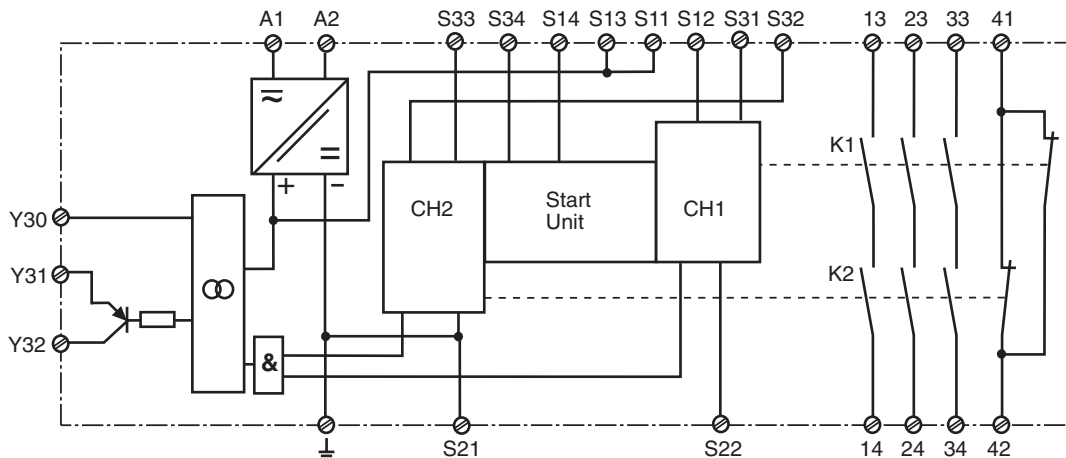 A1 A2 S33 S34 S14 S13 S11 S12 S31 S32 13 23 33 41
K1
+ −
CH2
Start
Unit
CH1
Y30
Y31
K2
Y32
&
S21 S22 14 24 34 42